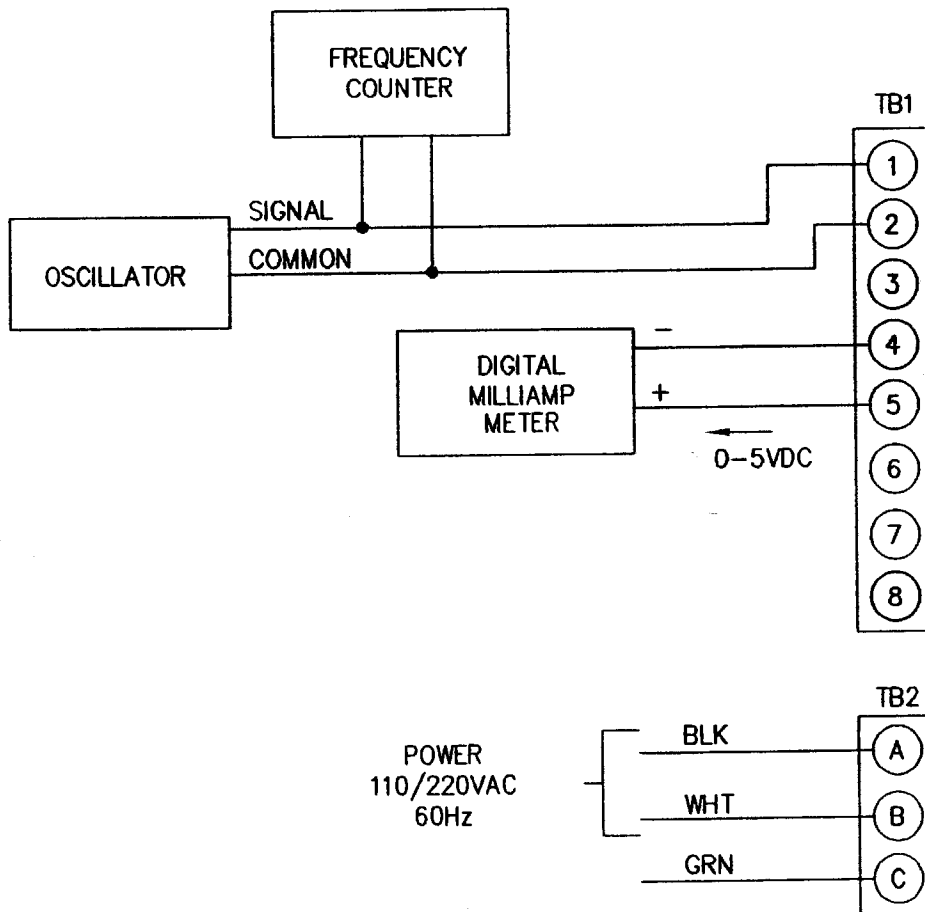 FREQUENCY
COUNTER
TB1
1
SIGNAL
2
OSCILLATOR
COMMON
3
DIGITAL
MILLIAMP
METER
−
4
+
5
0-5VDC
6
7
8
TB2
POWER
110/220VAC
60Hz
BLK
A
WHT
B
GRN
C